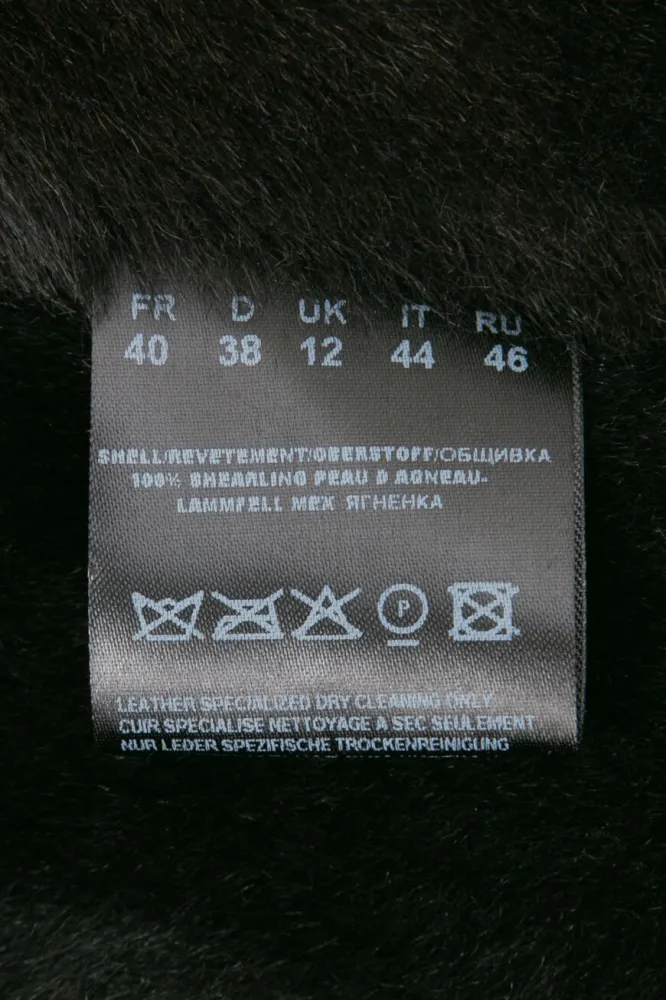 FR D UK IT RU
40 38 12 44 46
SHELL/REVETEMENT/OBERSTOFF/ОБЩИВКА
100% SHEARLING PEAU D AGNEAU-
LAMMFELL МЕХ ЯГНЕНКА
P
LEATHER SPECIALIZED DRY CLEANING ONLY
CUIR SPECIALISE NETTOYAGE A SEC SEULEMENT
NUR LEDER SPEZIFISCHE TROCKENREINIGUNG